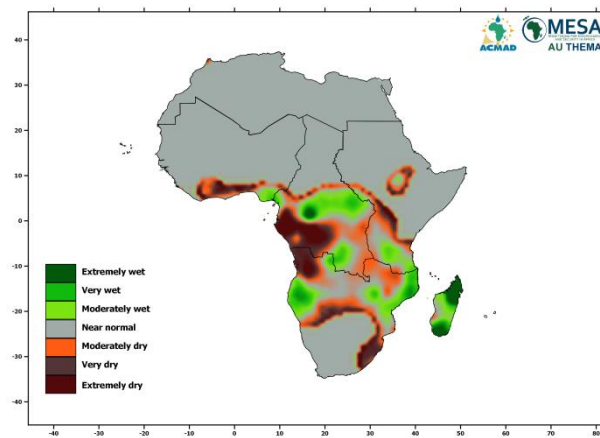 ACMAD
MESA
AU THEMA
40
30
20
10
0
-10
-20
-30
-40
Extremely wet
Very wet
Moderately wet
Near normal
Moderately dry
Very dry
Extremely dry
-40 -30 -20 -10 0 10 20 30 40 50 60 70 80